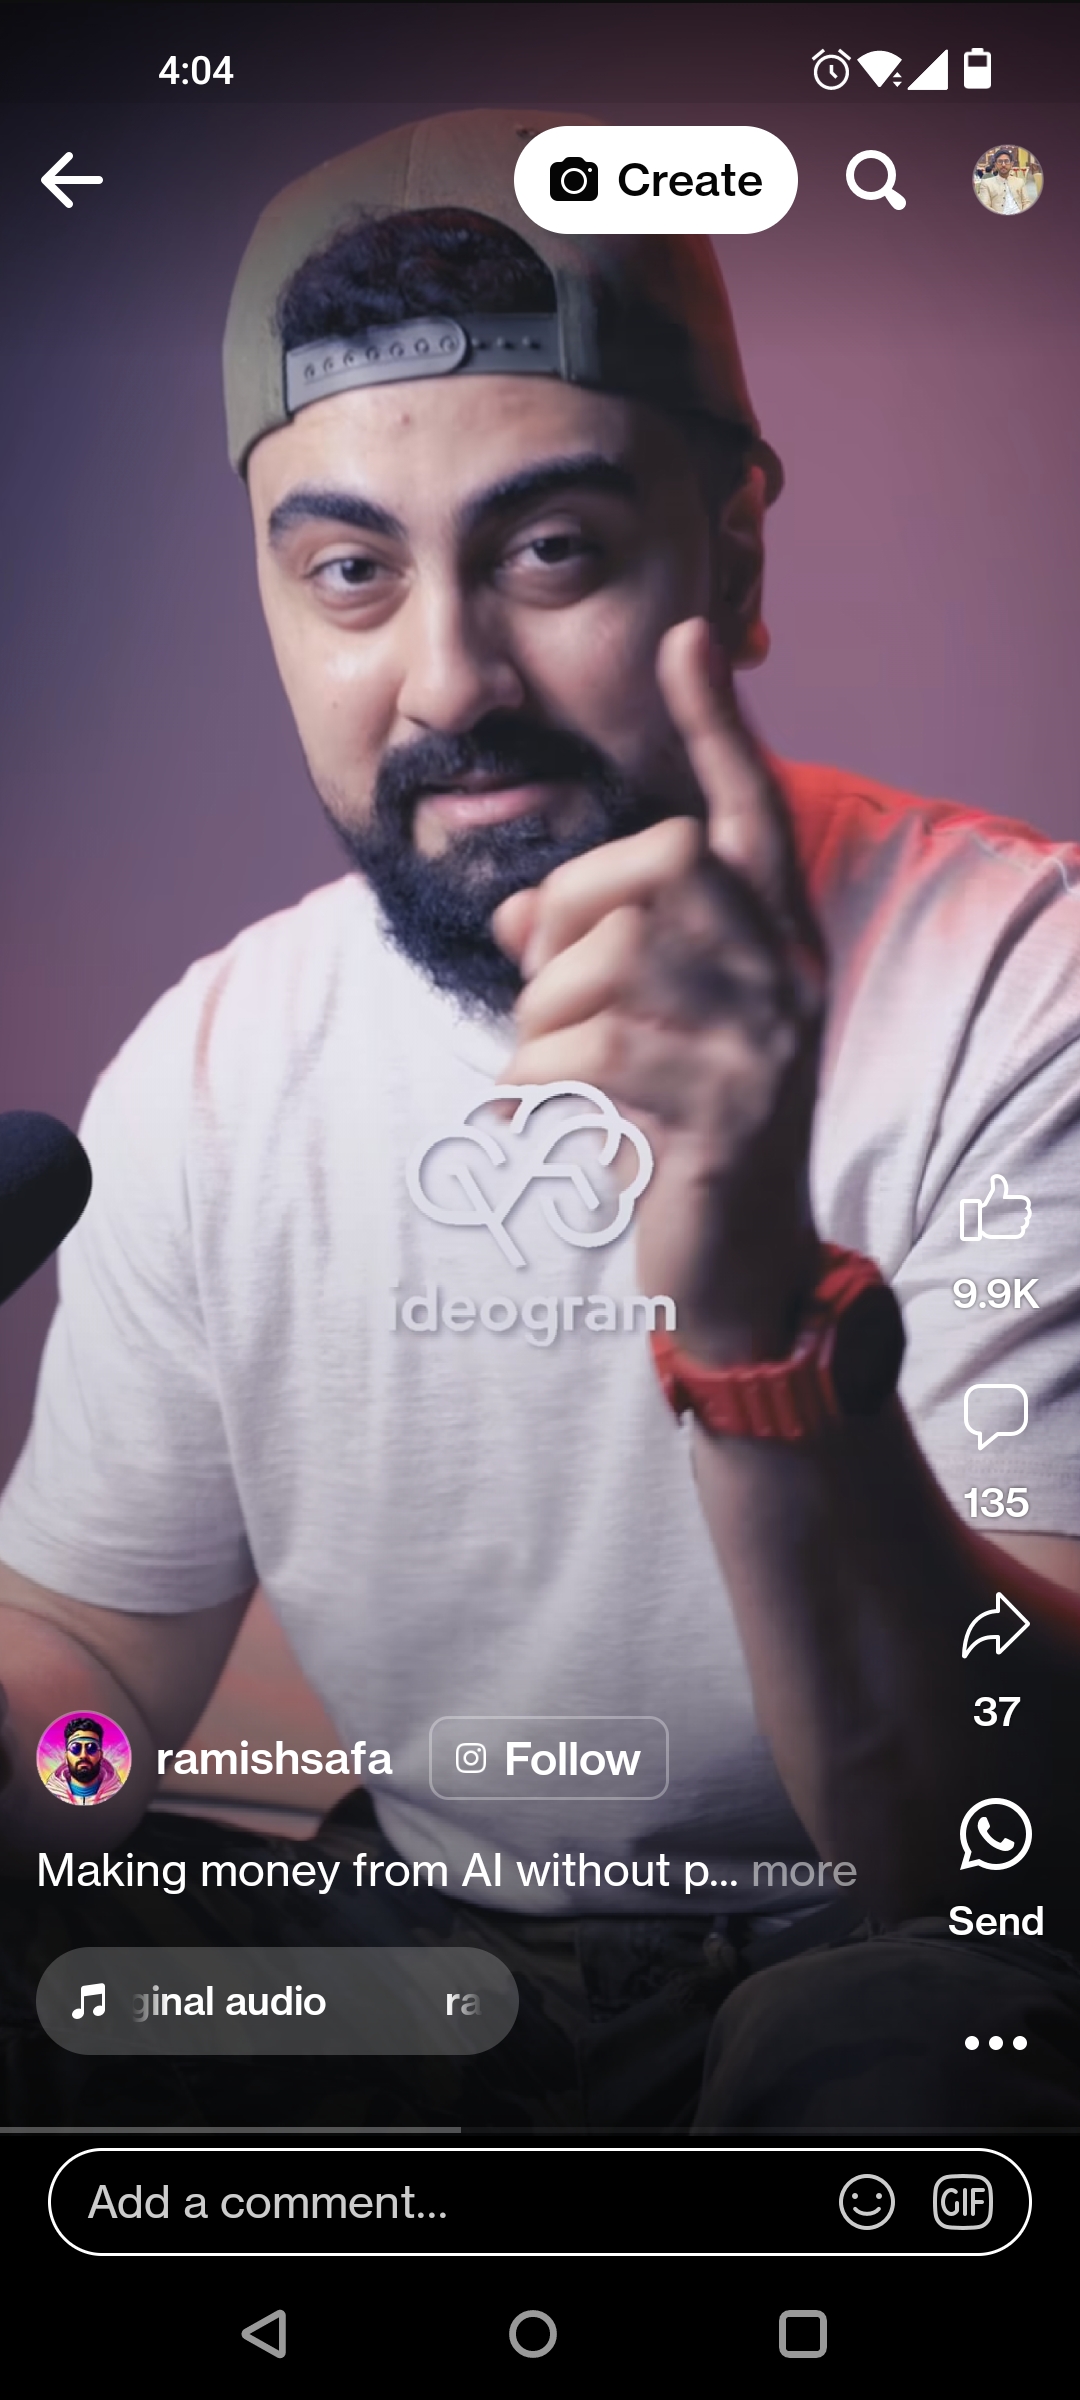 4:04
Create
ideogram
9.9K
135
37
ramishsafa
Follow
Making money from AI without p... more
Send
ginal audio ra
Add a comment...
GIF